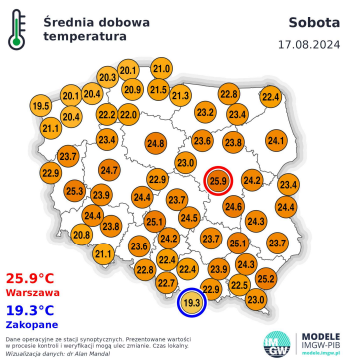 Średnia dobowa
temperatura
Sobota
17.08.2024
20.3 20.1 21.0
19.5 20.1 20.4 20.9 21.5 21.3 22.8 22.4
21.1 20.4 22.2 22.0 23.2 23.4
23.4 24.8 23.6 23.8 24.1
23.7 23.0
22.9 24.7 22.9 25.9 24.2 23.4
25.3 23.9 24.4 23.7 24.6 24.4
24.4 23.8 25.1 24.5 24.3
20.8 24.2 23.7 25.1 23.7
21.1 23.6 22.4
22.8 22.4 23.9 24.3 25.2
22.7 22.9 22.5 23.0
19.3
25.9°C
Warszawa
19.3°C
Zakopane
Dane operacyjne ze stacji synoptycznych. Prezentowane wartości
w procesie kontroli i weryfikacji mogą ulec zmianie. Czas lokalny.
Wizualizacja danych: dr Alan Mandal
IM
GW
MODELE
IMGW-PIB
modele.imgw.pl